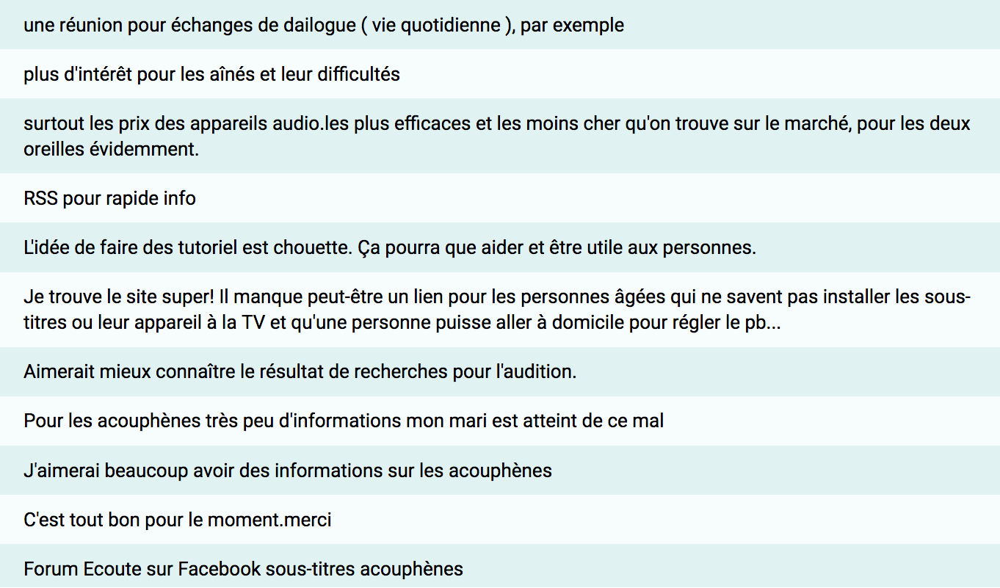 une réunion pour échanges de dailogue ( vie quotidienne ), par exemple
plus d'intérêt pour les aînés et leur difficultés
surtout les prix des appareils audio.les plus efficaces et les moins cher qu'on trouve sur le marché, pour les deux
oreilles évidemment.
RSS pour rapide info
L'idée de faire des tutoriel est chouette. Ça pourra que aider et être utile aux personnes.
Je trouve le site super! Il manque peut-être un lien pour les personnes âgées qui ne savent pas installer les sous-
titres ou leur appareil à la TV et qu'une personne puisse aller à domicile pour régler le pb...
Aimerait mieux connaître le résultat de recherches pour l'audition.
Pour les acouphènes très peu d'informations mon mari est atteint de ce mal
J'aimerai beaucoup avoir des informations sur les acouphènes
C'est tout bon pour le moment.merci
Forum Ecoute sur Facebook sous-titres acouphènes